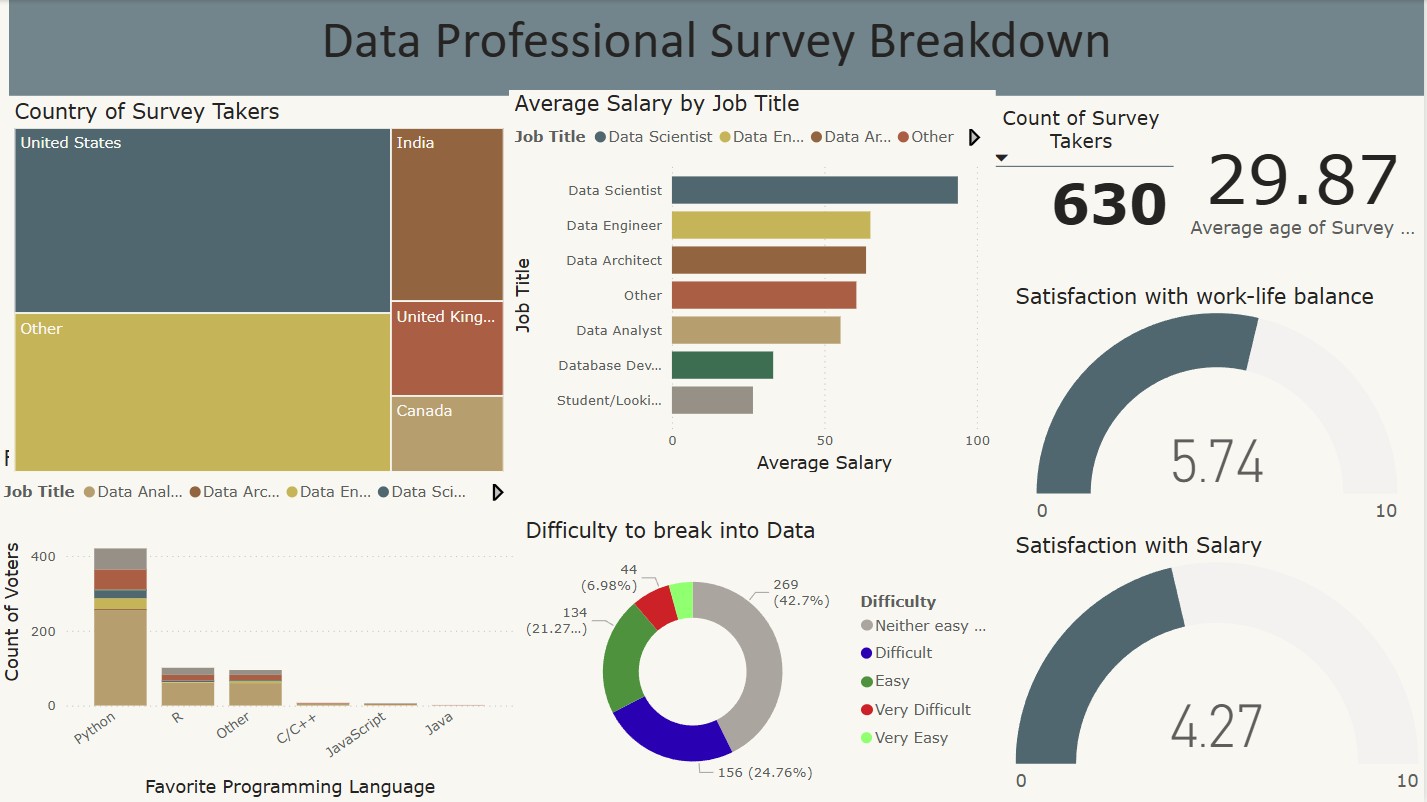 Data Professional Survey Breakdown
Country of Survey Takers
United States
India
Other
United King...
Canada
Average Salary by Job Title
Job Title Data Scientist Data En... Data Ar... Other
Job Title
Data Scientist
Data Engineer
Data Architect
Other
Data Analyst
Database Dev...
Student/Looki...
0 50 100
Average Salary
Count of Survey
Takers
630
29.87
Average age of Survey ...
Satisfaction with work-life balance
5.74
0 10
Job Title Data Anal... Data Arc... Data En... Data Sci...
Count of Voters
400
200
0
Python R Other C/C++ JavaScript Java
Favorite Programming Language
Difficulty to break into Data
44
(6.98%)
269
(42.7%)
134
(21.27...)
156 (24.76%)
Difficulty
Neither easy ...
Difficult
Easy
Very Difficult
Very Easy
Satisfaction with Salary
4.27
0 10